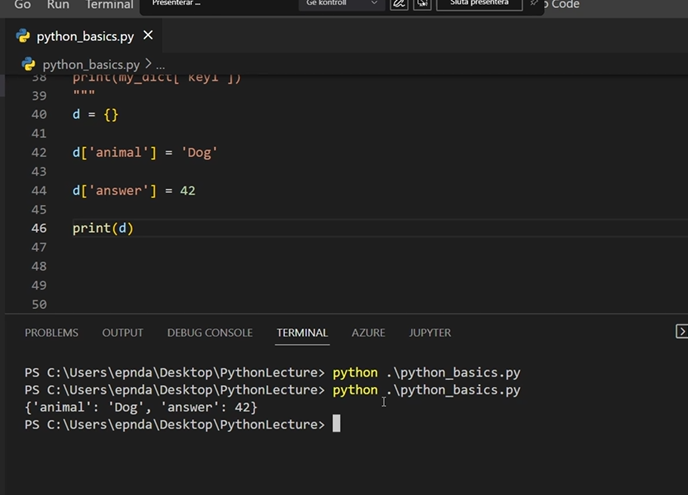 Go Run Terminal Presenterar ... Ge kontroll Sluta presentera Code
python_basics.py
python_basics.py > ...
38 print(my_dict['key1'])
39 """
40 d = {}
41
42 d['animal'] = 'Dog'
43
44 d['answer'] = 42
45
46 print(d)
47
48
49
50
PROBLEMS OUTPUT DEBUG CONSOLE TERMINAL AZURE JUPYTER
PS C:\Users\epnda\Desktop\PythonLecture> python .\python_basics.py
PS C:\Users\epnda\Desktop\PythonLecture> python .\python_basics.py
{'animal': 'Dog', 'answer': 42}
PS C:\Users\epnda\Desktop\PythonLecture>